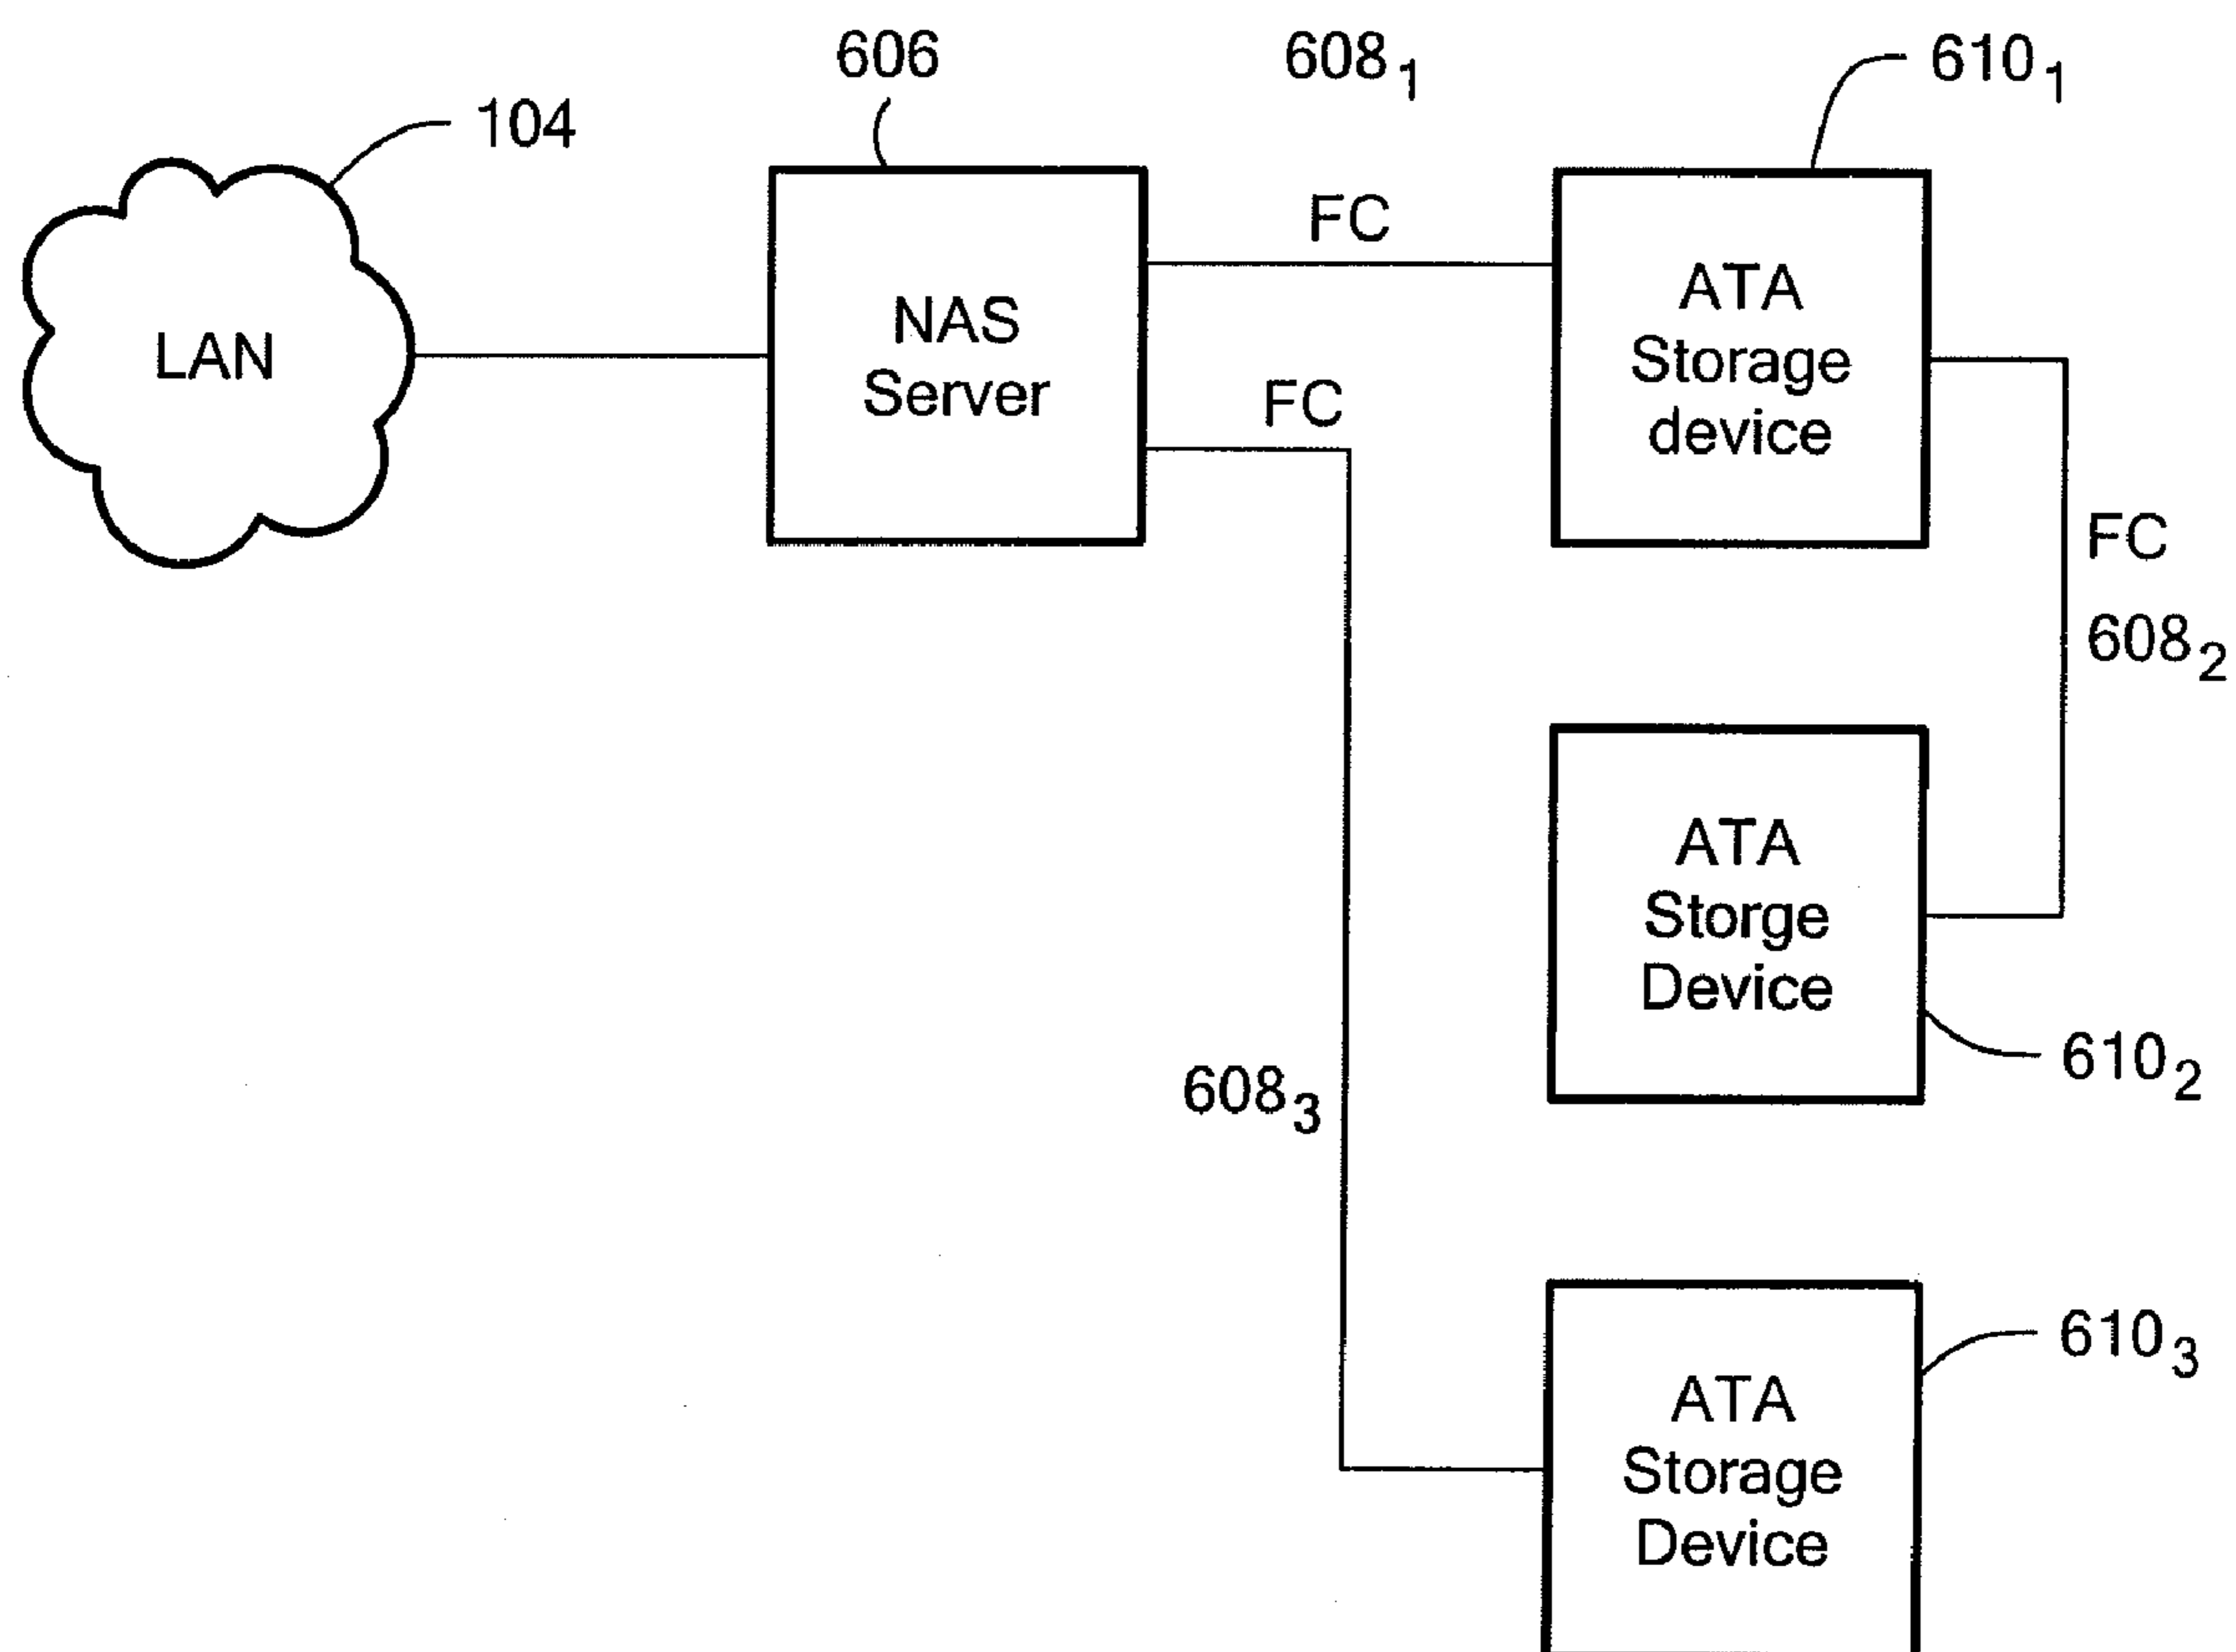 606
608₁
610₁
104
FC
LAN
NAS
Server
FC
ATA
Storage
device
FC
608₂
ATA
Storge
Device
610₂
608₃
610₃
ATA
Storage
Device